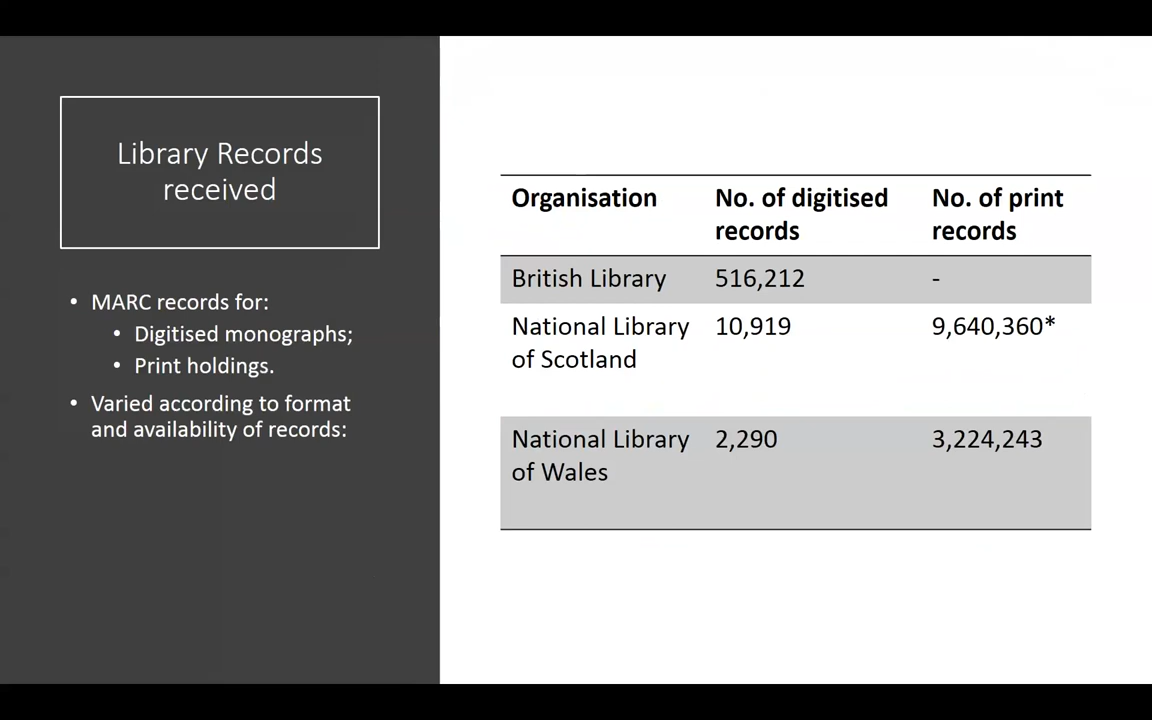 Library Records
received
• MARC records for:
• Digitised monographs;
• Print holdings.
• Varied according to format
and availability of records:
Organisation No. of digitised No. of print
records records
British Library 516,212 -
National Library 10,919 9,640,360*
of Scotland
National Library 2,290 3,224,243
of Wales